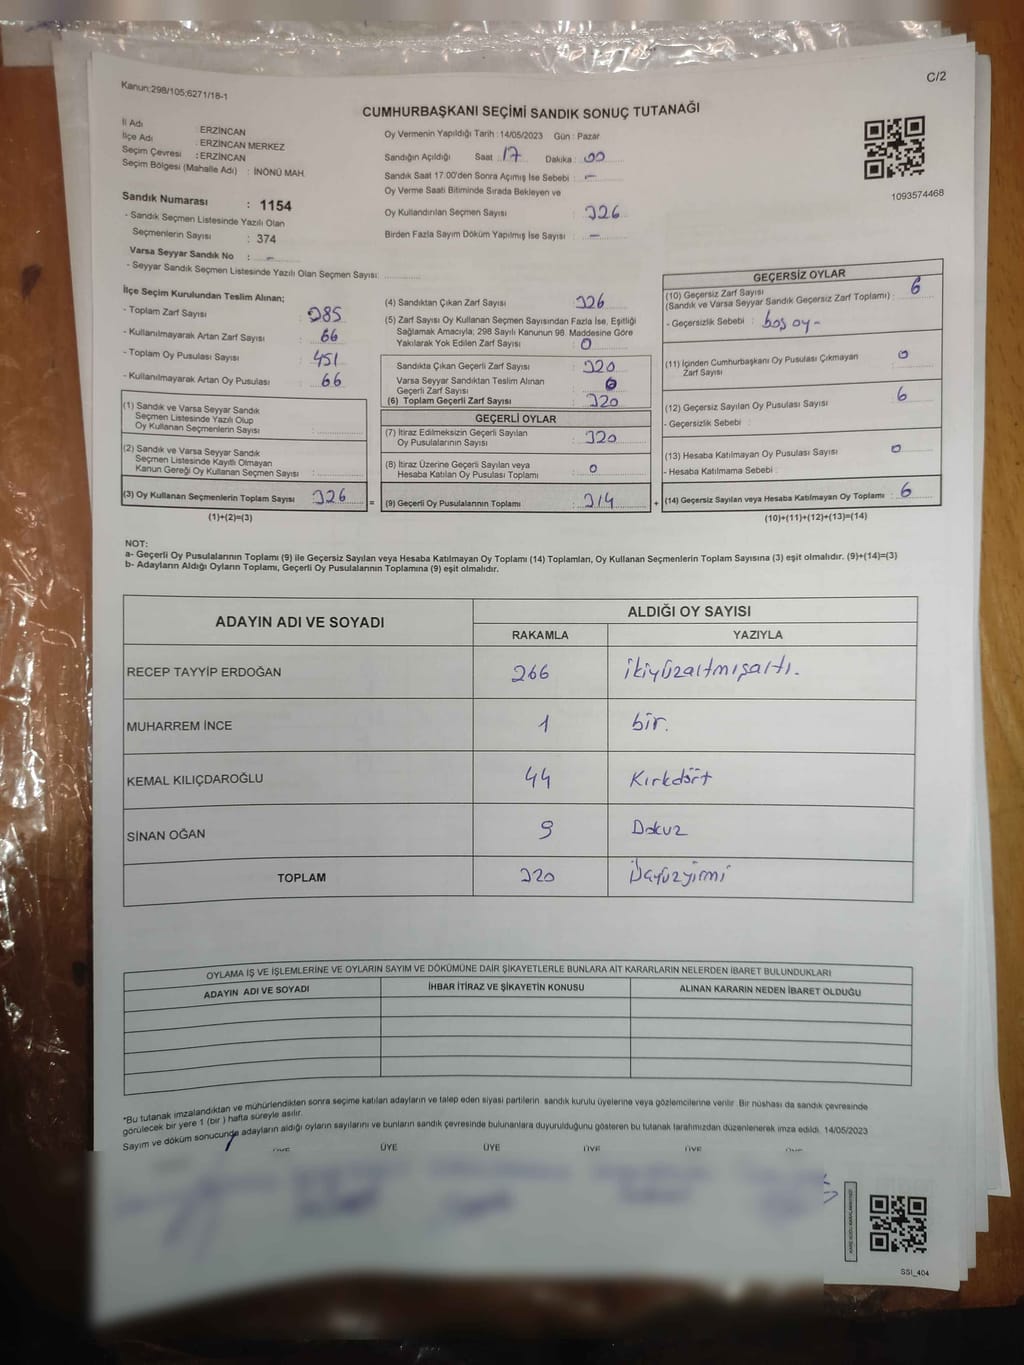 Kanun;298/105;6271/18-1
C/2
CUMHURBAŞKANI SEÇİMİ SANDIK SONUÇ TUTANAĞI
İl Adı : ERZİNCAN
İlçe Adı : ERZİNCAN MERKEZ
Seçim Çevresi : ERZİNCAN
Seçim Bölgesi (Mahalle Adı) : İNÖNÜ MAH.
Sandık Numarası : 1154
- Sandık Seçmen Listesinde Yazılı Olan
Seçmenlerin Sayısı : 374
Varsa Seyyar Sandık No : -
- Seyyar Sandık Seçmen Listesinde Yazılı Olan Seçmen Sayısı:
Oy Vermenin Yapıldığı Tarih :14/05/2023 Gün : Pazar
Sandığın Açıldığı Saat : 17 Dakika : 00
Sandık Saat 17:00'den Sonra Açımış İse Sebebi : -
Oy Verme Saati Bitiminde Sırada Bekleyen ve
Oy Kullandırılan Seçmen Sayısı : 326
Birden Fazla Sayım Döküm Yapılmış İse Sayısı : -
1093574468
İlçe Seçim Kurulundan Teslim Alınan;
- Toplam Zarf Sayısı : 385
- Kullanılmayarak Artan Zarf Sayısı : 66
- Toplam Oy Pusulası Sayısı : 451
- Kullanılmayarak Artan Oy Pusulası : 66
(1) Sandık ve Varsa Seyyar Sandık
Seçmen Listesinde Yazılı Olup
Oy Kullanan Seçmenlerin Sayısı :
(2) Sandık ve Varsa Seyyar Sandık
Seçmen Listesinde Kayıtlı Olmayan
Kanun Gereği Oy Kullanan Seçmen Sayısı :
(3) Oy Kullanan Seçmenlerin Toplam Sayısı : 326 =
(1)+(2)=(3)
(4) Sandıktan Çıkan Zarf Sayısı : 326
(5) Zarf Sayısı Oy Kullanan Seçmen Sayısından Fazla İse, Eşitliği
Sağlamak Amacıyla; 298 Sayılı Kanunun 98. Maddesine Göre
Yakılarak Yok Edilen Zarf Sayısı : 0
Sandıkta Çıkan Geçerli Zarf Sayısı : 320
Varsa Seyyar Sandıktan Teslim Alınan
Geçerli Zarf Sayısı : 0
(6) Toplam Geçerli Zarf Sayısı : 320
GEÇERLİ OYLAR
(7) İtiraz Edilmeksizin Geçerli Sayılan
Oy Pusulalarının Sayısı : 320
(8) İtiraz Üzerine Geçerli Sayılan veya
Hesaba Katılan Oy Pusulası Toplamı : 0
(9) Geçerli Oy Pusulalarının Toplamı : 314 +
GEÇERSİZ OYLAR
(10) Geçersiz Zarf Sayısı
(Sandık ve Varsa Seyyar Sandık Geçersiz Zarf Toplamı) : 6
- Geçersizlik Sebebi : boş oy-
(11) İçinden Cumhurbaşkanı Oy Pusulası Çıkmayan
Zarf Sayısı : 0
(12) Geçersiz Sayılan Oy Pusulası Sayısı : 6
- Geçersizlik Sebebi :
(13) Hesaba Katılmayan Oy Pusulası Sayısı : 0
- Hesaba Katılmama Sebebi :
(14) Geçersiz Sayılan veya Hesaba Katılmayan Oy Toplamı : 6
(10)+(11)+(12)+(13)=(14)
NOT:
a- Geçerli Oy Pusulalarının Toplamı (9) ile Geçersiz Sayılan veya Hesaba Katılmayan Oy Toplamı (14) Toplamları, Oy Kullanan Seçmenlerin Toplam Sayısına (3) eşit olmalıdır. (9)+(14)=(3)
b- Adayların Aldığı Oyların Toplamı, Geçerli Oy Pusulalarının Toplamına (9) eşit olmalıdır.
ADAYIN ADI VE SOYADI ALDIĞI OY SAYISI
RAKAMLA YAZIYLA
RECEP TAYYİP ERDOĞAN 266 ikiyüzaltmışaltı.
MUHARREM İNCE 1 bir.
KEMAL KILIÇDAROĞLU 44 Kırkdört
SİNAN OĞAN 9 Dokuz
TOPLAM 320 Üçyüzyirmi
OYLAMA İŞ VE İŞLEMLERİNE VE OYLARIN SAYIM VE DÖKÜMÜNE DAİR ŞİKAYETLERLE BUNLARA AİT KARARLARIN NELERDEN İBARET BULUNDUKLARI
ADAYIN ADI VE SOYADI İHBAR İTİRAZ VE ŞİKAYETİN KONUSU ALINAN KARARIN NEDEN İBARET OLDUĞU
*Bu tutanak imzalandıktan ve mühürlendikten sonra seçime katılan adayların ve talep eden siyasi partilerin sandık kurulu üyelerine veya gözlemcilerine verilir. Bir nüshası da sandık çevresinde
görülecek bir yere 1 (bir ) hafta süreyle asılır.
Sayım ve döküm sonucunda adayların aldığı oyların sayılarını ve bunların sandık çevresinde bulunanlara duyurulduğunu gösteren bu tutanak tarafımızdan düzenlenerek imza edildi. 14/05/2023
ÜYE ÜYE ÜYE ÜYE ÜYE
SSI_404